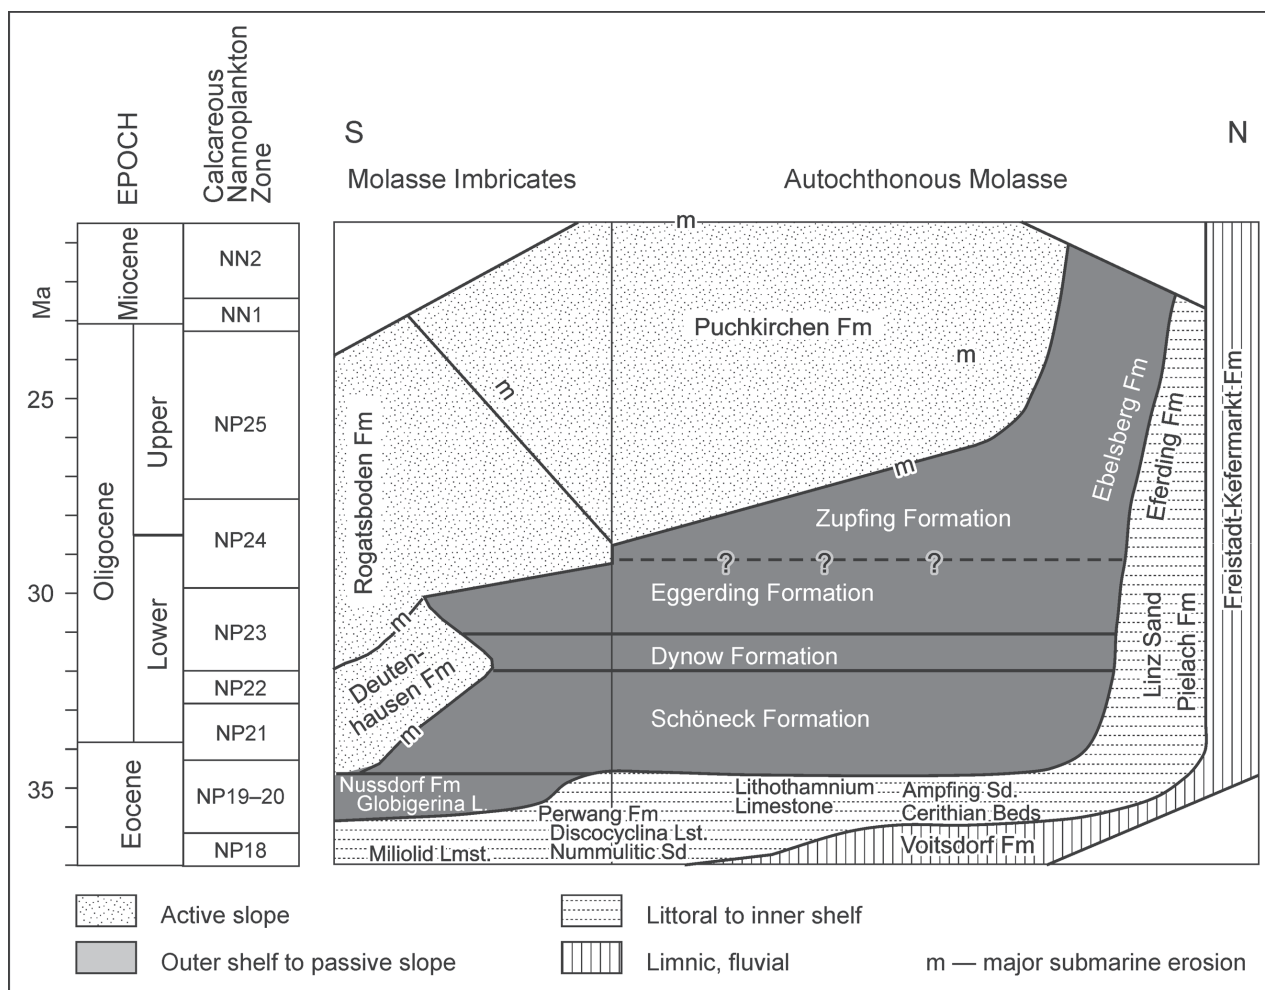 EPOCH
Calcareous
Nannoplankton
Zone
S
N
Molasse Imbricates
Autochthonous Molasse
Ma
25
30
35
Miocene
Oligocene
Upper
Lower
Eocene
NN2
NN1
NP25
NP24
NP23
NP22
NP21
NP19–20
NP18
m
Puchkirchen Fm
m
m
m
Rogatsboden Fm
Ebelsberg Fm
Eferding Fm
Freistadt-Kefermarkt Fm
Zupfing Formation
? ? ?
Eggerding Formation
m
Dynow Formation
Linz Sand
Pielach Fm
Deuten-
hausen Fm
m
Schöneck Formation
Nussdorf Fm
Globigerina L.
Lithothamnium
Limestone
Ampfing Sd.
Cerithian Beds
Perwang Fm
Discocyclina Lst.
Nummulitic Sd
Miliolid Lmst.
Voitsdorf Fm
Active slope
Outer shelf to passive slope
Littoral to inner shelf
Limnic, fluvial
m — major submarine erosion